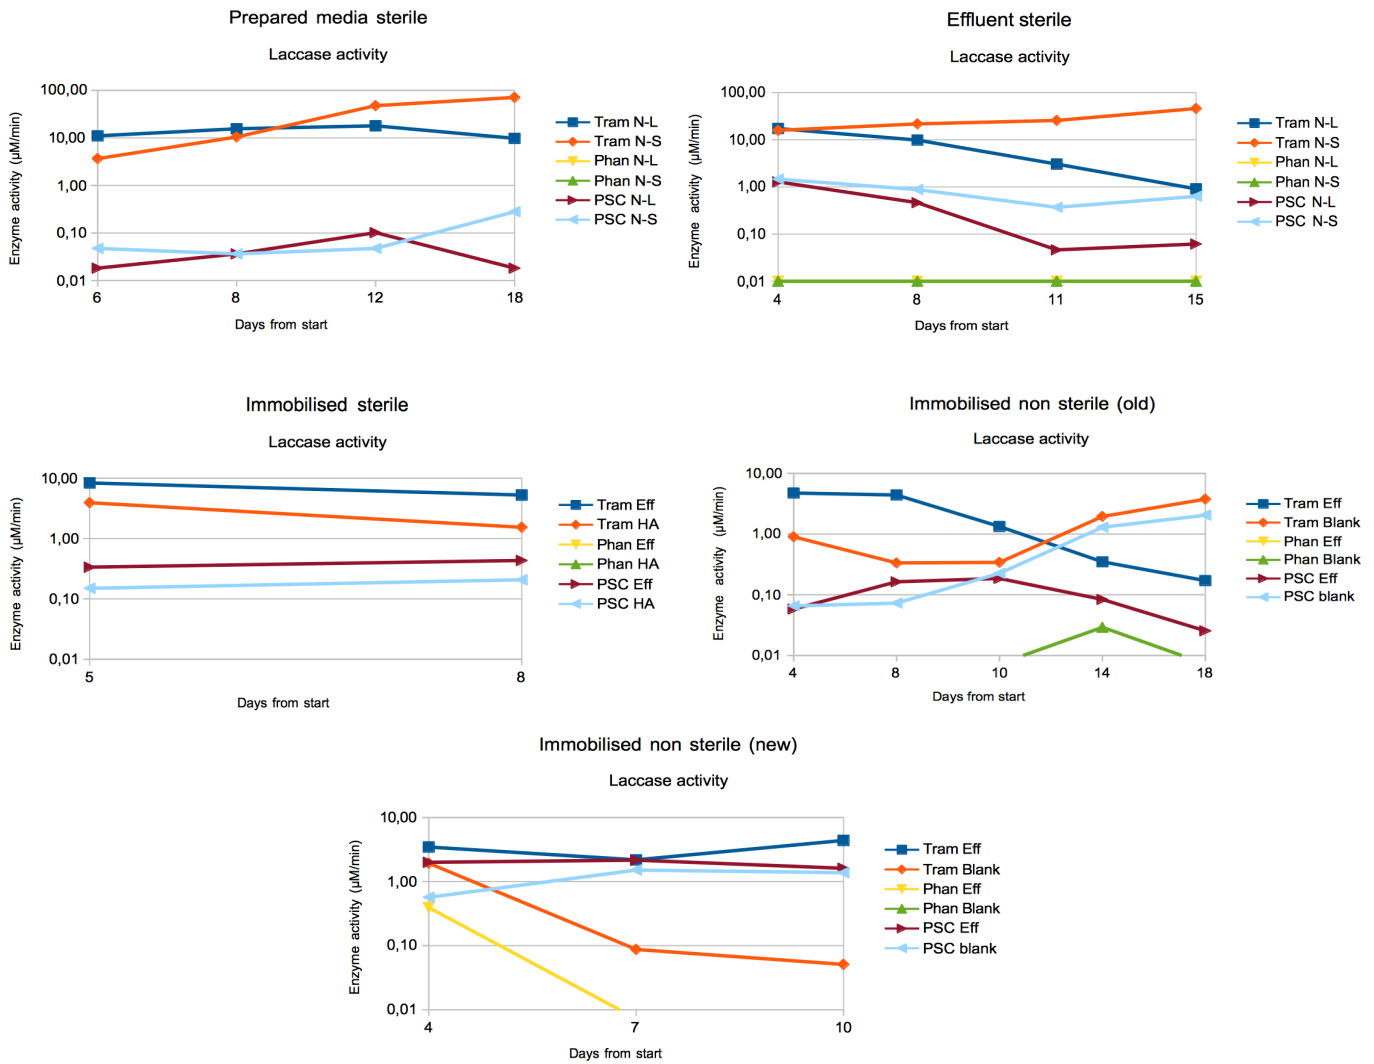 Prepared media sterile
Laccase activity
Enzyme activity (µM/min)
100,00
10,00
1,00
0,10
0,01
6
8
12
18
Days from start
Tram N-L
Tram N-S
Phan N-L
Phan N-S
PSC N-L
PSC N-S
Effluent sterile
Laccase activity
Enzyme activity (µM/min)
100,00
10,00
1,00
0,10
0,01
4
8
11
15
Days from start
Tram N-L
Tram N-S
Phan N-L
Phan N-S
PSC N-L
PSC N-S
Immobilised sterile
Laccase activity
Enzyme activity (µM/min)
10,00
1,00
0,10
0,01
5
8
Days from start
Tram Eff
Tram HA
Phan Eff
Phan HA
PSC Eff
PSC HA
Immobilised non sterile (old)
Laccase activity
Enzyme activity (µM/min)
10,00
1,00
0,10
0,01
4
8
10
14
18
Days from start
Tram Eff
Tram Blank
Phan Eff
Phan Blank
PSC Eff
PSC blank
Immobilised non sterile (new)
Laccase activity
Enzyme activity (µM/min)
10,00
1,00
0,10
0,01
4
7
10
Days from start
Tram Eff
Tram Blank
Phan Eff
Phan Blank
PSC Eff
PSC blank